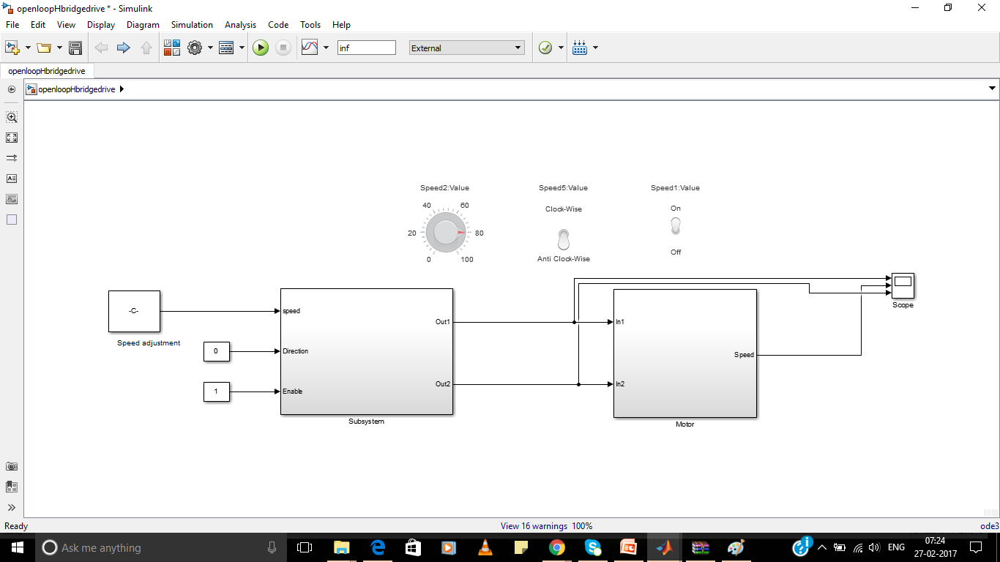 openloopHbridgedrive * - Simulink
File Edit View Display Diagram Simulation Analysis Code Tools Help
inf External
openloopHbridgedrive
openloopHbridgedrive
Speed2:Value Speed5:Value Speed1:Value
40 60 Clock-Wise On
20 80
0 100 Anti Clock-Wise Off
-C- speed Out1 In1 Scope
Speed adjustment
0 Direction Speed
1 Enable Out2 In2
Subsystem Motor
Ready View 16 warnings 100% ode3
Ask me anything ENG 07:24
27-02-2017